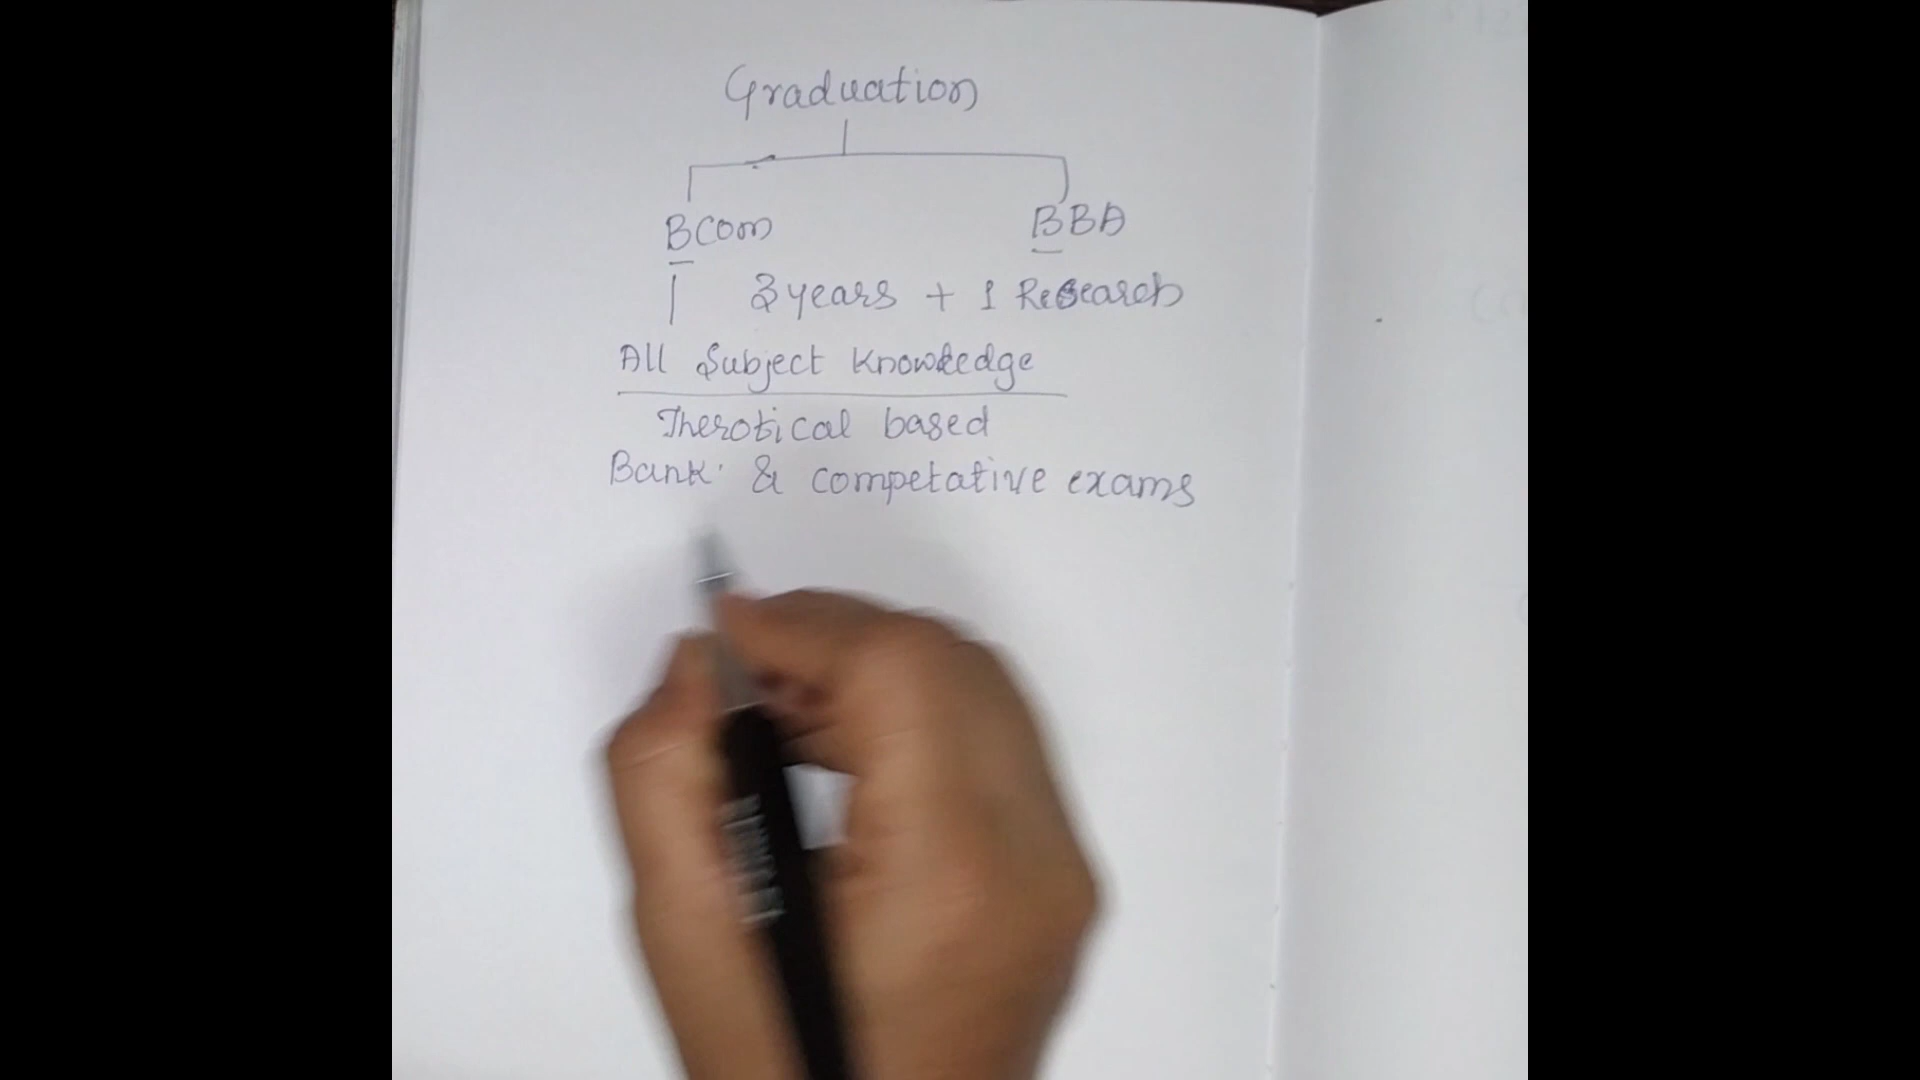 Graduation
BCom BBA
3 years + 1 Research
All Subject Knowledge
Therotical based
Bank & competative exams